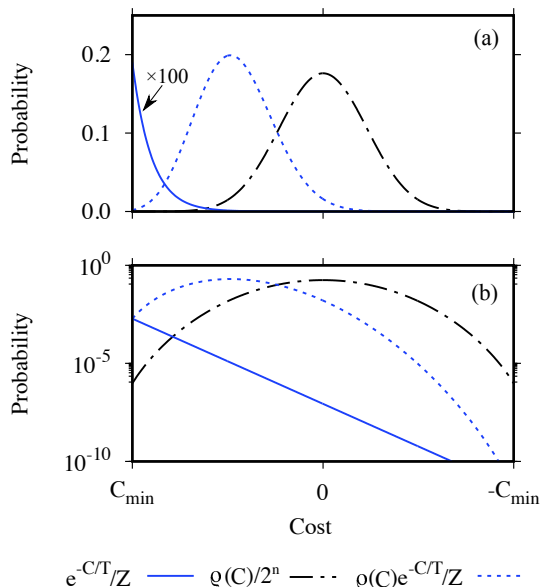 (a)
×100
0.2
0.1
0.0
Probability
(b)
10^0
10^-5
10^-10
Probability
C_min 0 -C_min
Cost
e^-C/T/Z ϱ(C)/2^n ϱ(C)e^-C/T/Z